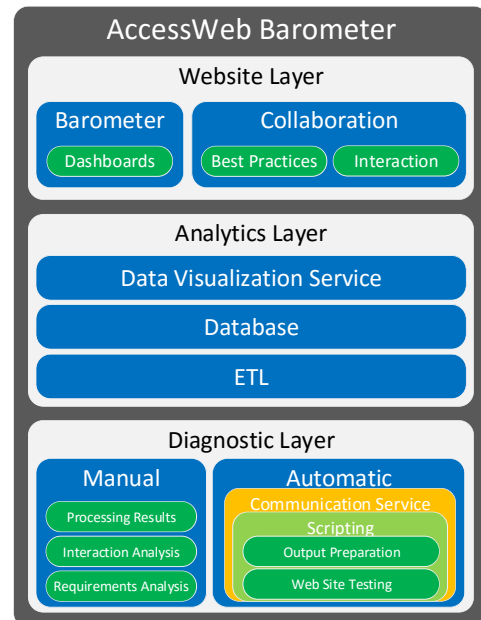 AccessWeb Barometer
Website Layer
Barometer
Dashboards
Collaboration
Best Practices
Interaction
Analytics Layer
Data Visualization Service
Database
ETL
Diagnostic Layer
Manual
Processing Results
Interaction Analysis
Requirements Analysis
Automatic
Communication Service
Scripting
Output Preparation
Web Site Testing